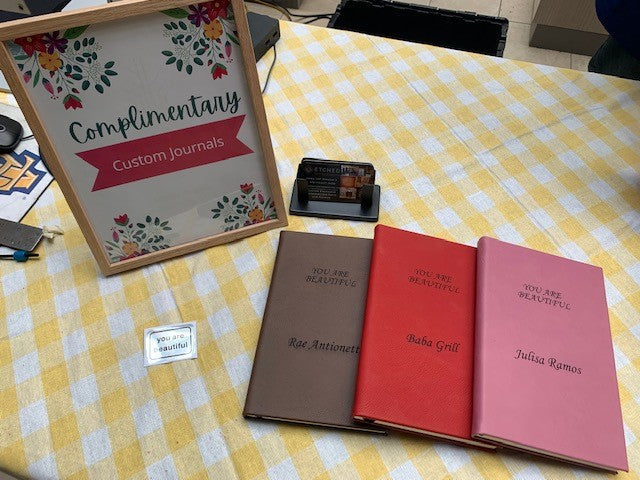 Complimentary
Custom Journals
ETCHED
you are
beautiful
YOU ARE
BEAUTIFUL
Rae Antionett
YOU ARE
BEAUTIFUL
Baba Grill
YOU ARE
BEAUTIFUL
Julisa Ramos